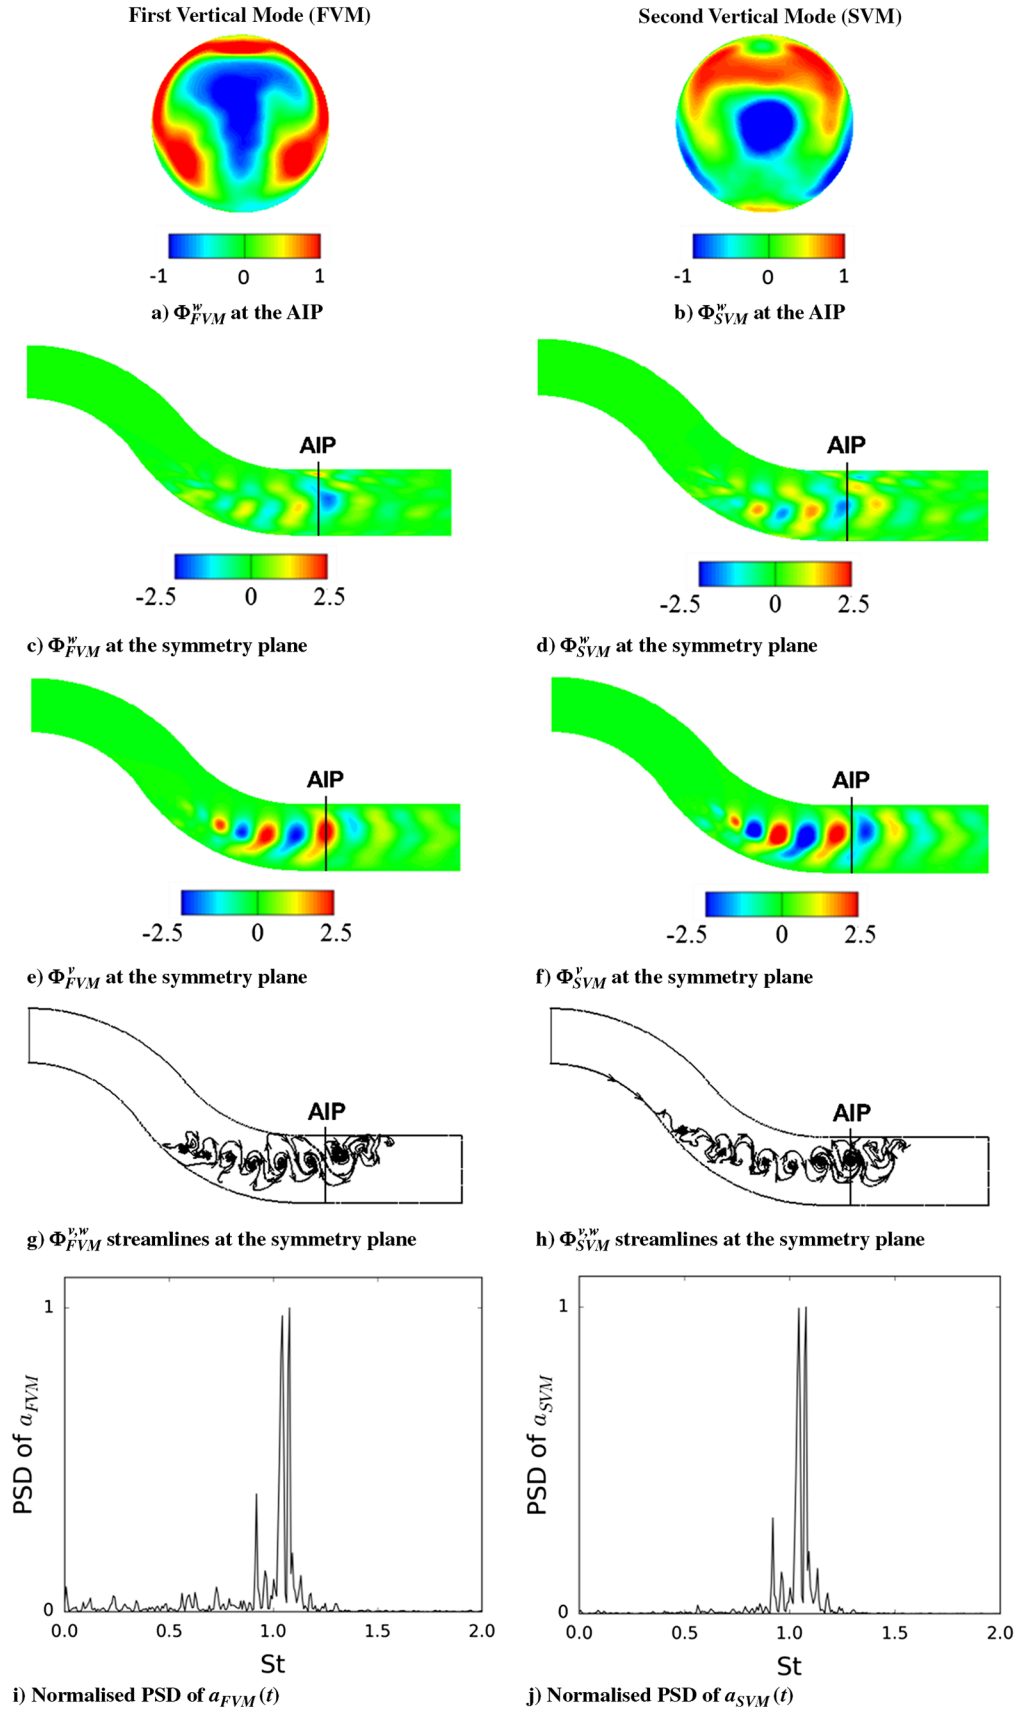 First Vertical Mode (FVM)
Second Vertical Mode (SVM)
-1 0 1
-1 0 1
a) Φ^w_FVM at the AIP
b) Φ^w_SVM at the AIP
AIP
AIP
-2.5 0 2.5
-2.5 0 2.5
c) Φ^w_FVM at the symmetry plane
d) Φ^w_SVM at the symmetry plane
AIP
AIP
-2.5 0 2.5
-2.5 0 2.5
e) Φ^v_FVM at the symmetry plane
f) Φ^v_SVM at the symmetry plane
AIP
AIP
g) Φ^v,w_FVM streamlines at the symmetry plane
h) Φ^v,w_SVM streamlines at the symmetry plane
1
PSD of a_FVM
0
0.0 0.5 1.0 1.5 2.0
St
1
PSD of a_SVM
0
0.0 0.5 1.0 1.5 2.0
St
i) Normalised PSD of a_FVM (t)
j) Normalised PSD of a_SVM (t)